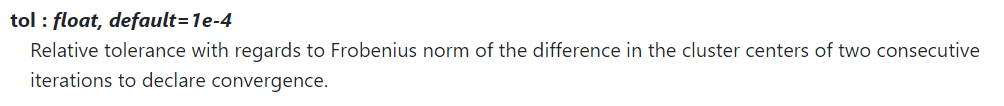 tol : float, default=1e-4
Relative tolerance with regards to Frobenius norm of the difference in the cluster centers of two consecutive
iterations to declare convergence.